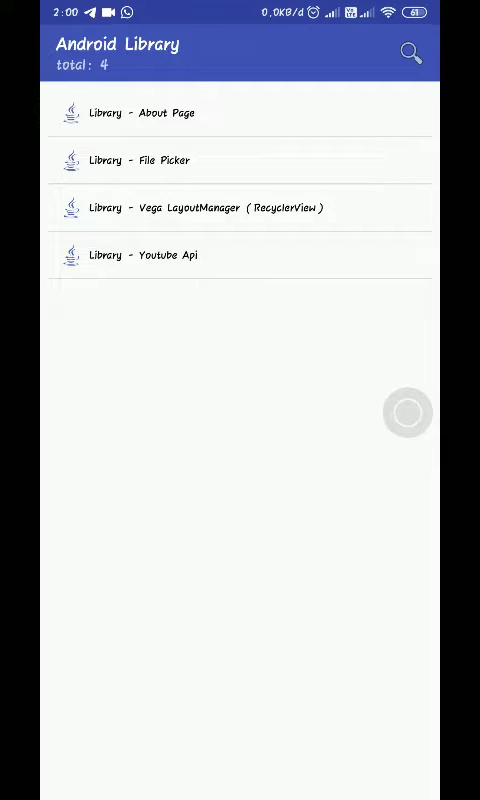 2:00 0,0KB/d 61
Android Library
total: 4
Library - About Page
Library - File Picker
Library - Vega LayoutManager ( RecyclerView )
Library - Youtube Api